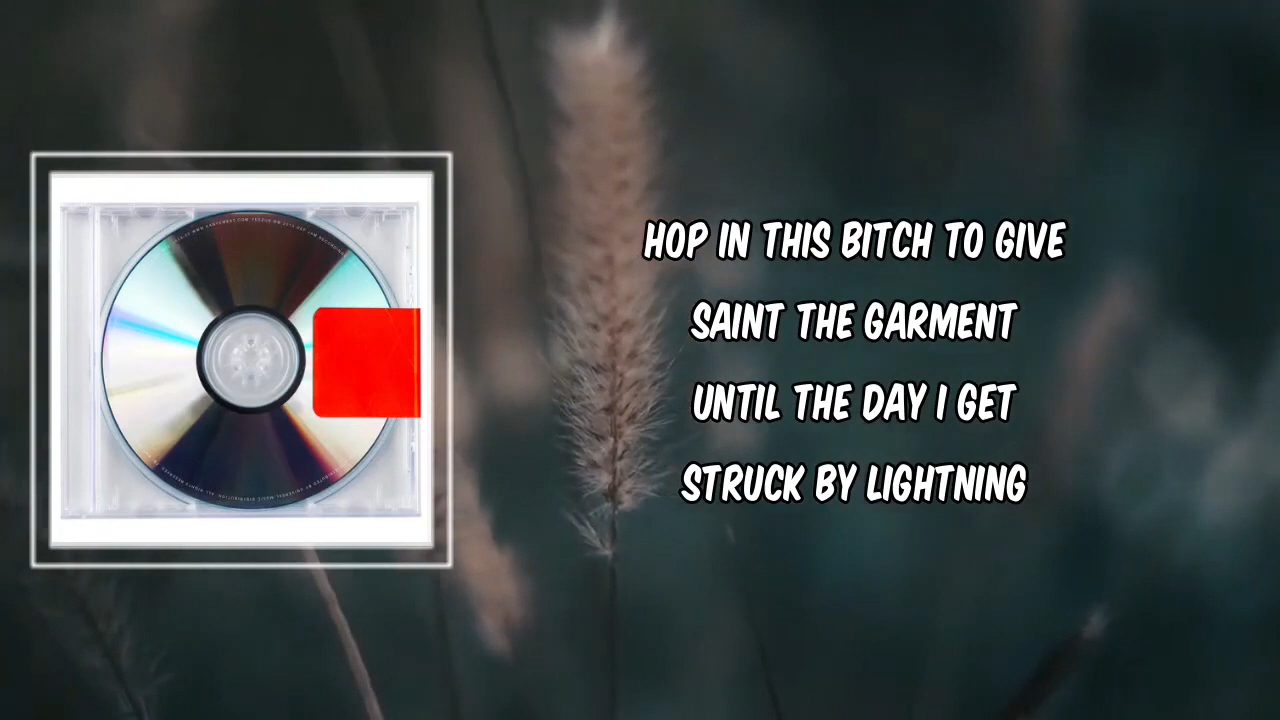 HOP IN THIS BITCH TO GIVE
SAINT THE GARMENT
UNTIL THE DAY I GET
STRUCK BY LIGHTNING